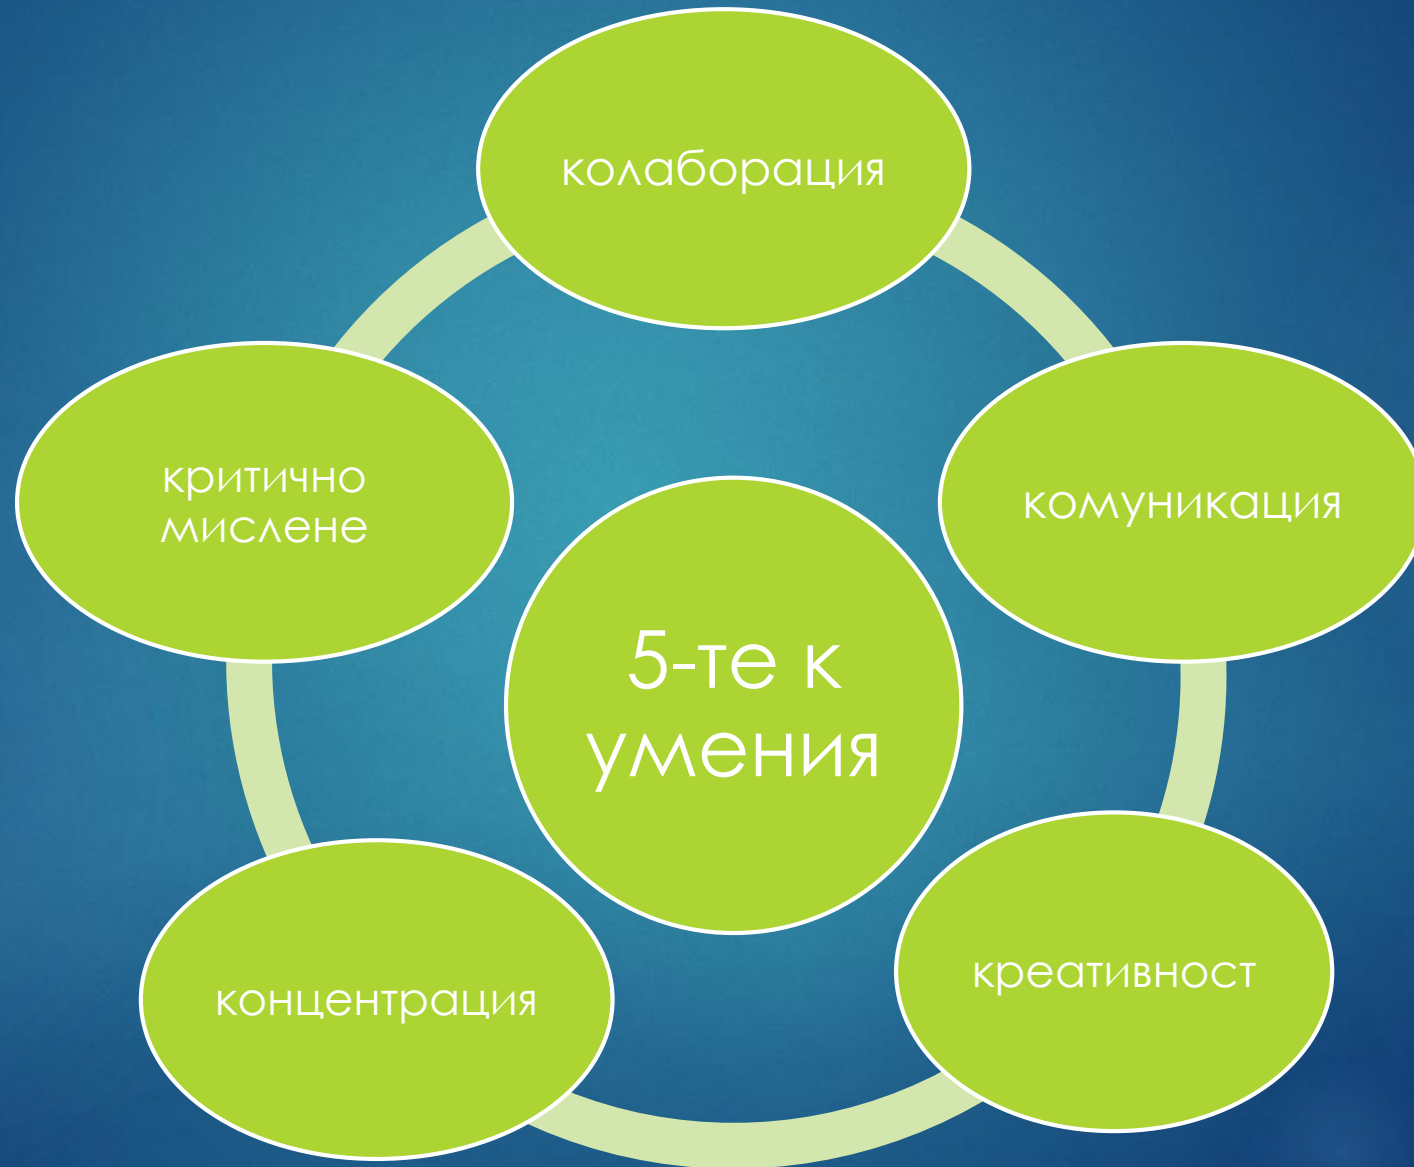 колаборация
комуникация
креативност
концентрация
критично
мислене
5-те к
умения